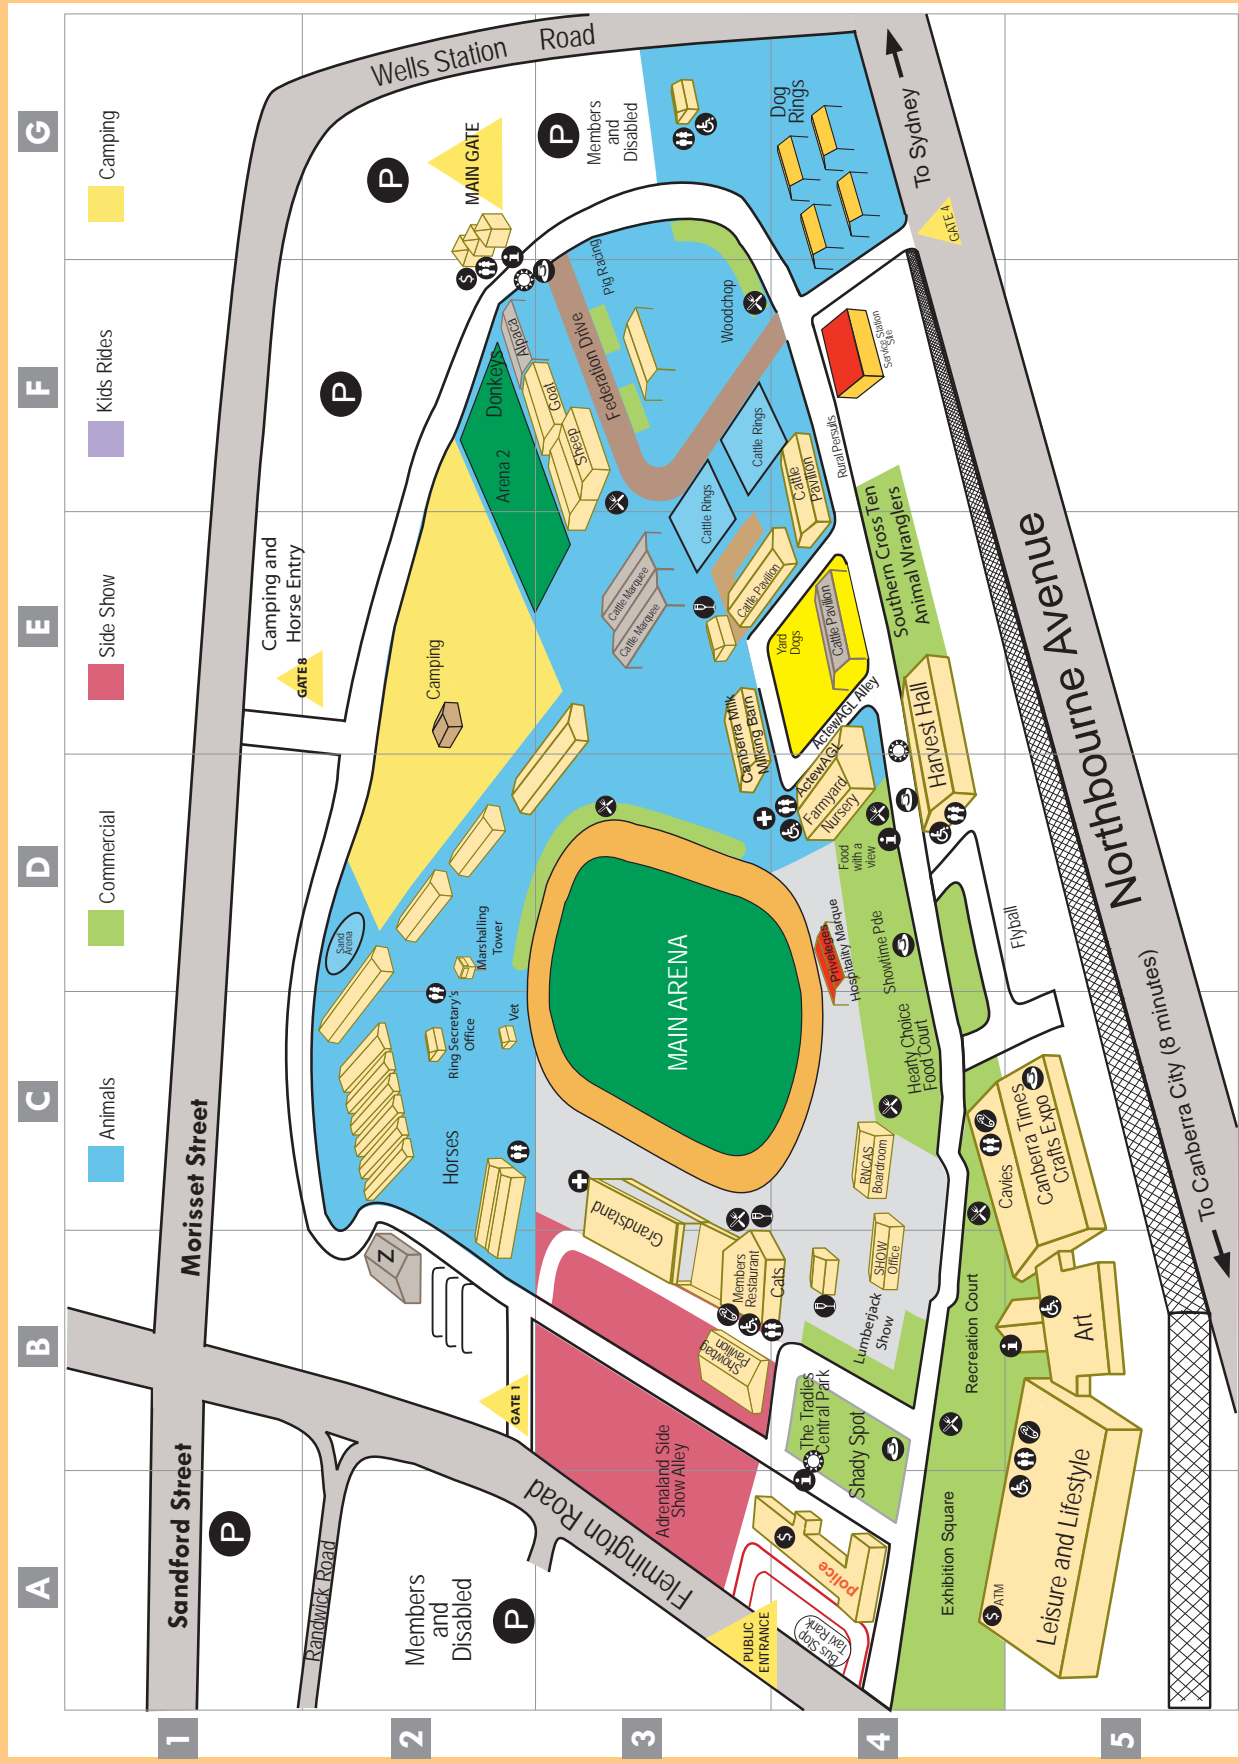 A
B
C
D
E
F
G
1
2
3
4
5
Animals
Commercial
Side Show
Kids Rides
Camping
Sandford Street
Morisset Street
Wells Station Road
Randwick Road
Flemington Road
Northbourne Avenue
To Canberra City (8 minutes)
To Sydney
P
P
P
P
P
Members
and
Disabled
Members
and
Disabled
MAIN GATE
GATE 1
GATE 4
GATE 8
Camping and
Horse Entry
PUBLIC
ENTRANCE
Bus Stop
Taxi Rank
police
$
$
ATM
$
Z
Horses
Sand
Arena
Ring Secretary's
Office
Marshalling
Tower
Vet
Camping
Arena 2
Donkeys
Alpaca
Goat
Sheep
Federation Drive
Pig Racing
Woodchop
Dog
Rings
Cattle Rings
Cattle Rings
Cattle
Pavilion
Cattle Marquee
Cattle Marquee
Cattle Pavilion
Cattle Pavilion
Yard
Dogs
Rural Persuits
Service Station
Site
Southern Cross Ten
Animal Wranglers
Canberra Milk
Milking Barn
ActewAGL Alley
ActewAGL
Farmyard
Nursery
Harvest Hall
Food
with a
view
MAIN ARENA
Priveleges
Hospitality Marque
Showtime Pde
Hearty Choice
Food Court
Flyball
Grandstand
Members
Restaurant
Cats
Showbag
Pavilion
Adrenaland Side
Show Alley
RNCAS
Boardroom
SHOW
Office
Lumberjack
Show
The Tradies
Central Park
Shady Spot
Cavies
Canberra Times
Crafts Expo
Recreation Court
Art
Exhibition Square
Leisure and Lifestyle